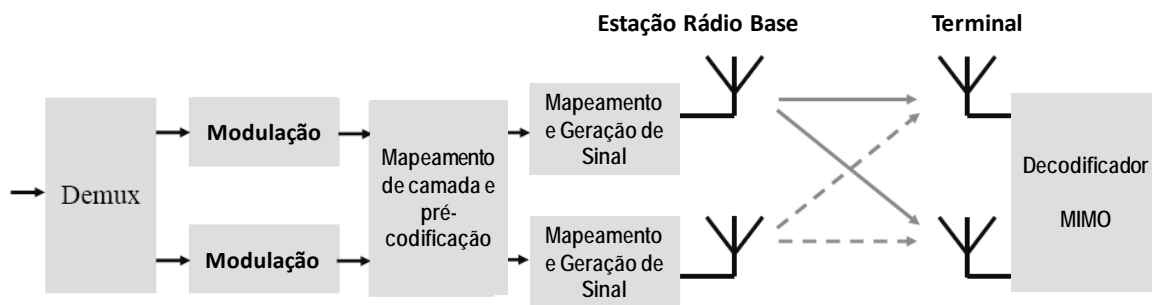 Estação Rádio Base
Terminal
Demux
Modulação
Modulação
Mapeamento
de camada e
pré-
codificação
Mapeamento
e Geração de
Sinal
Mapeamento
e Geração de
Sinal
Decodificador
MIMO